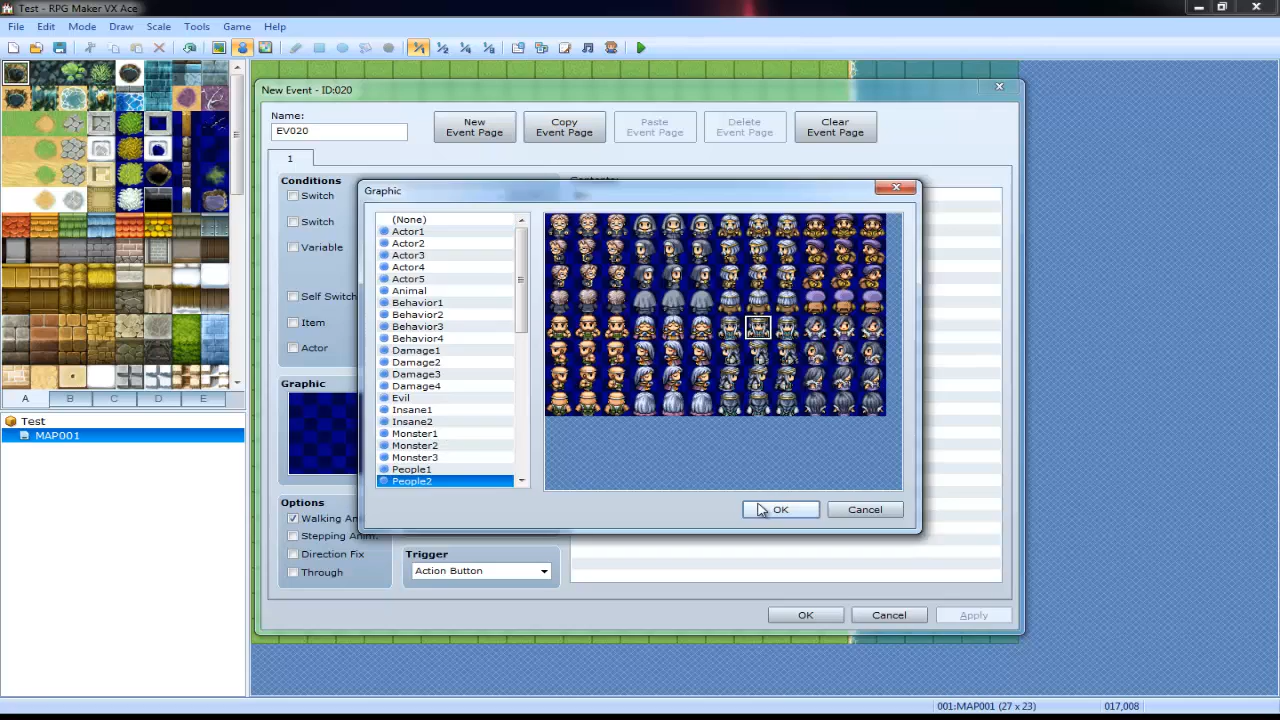 Test - RPG Maker VX Ace
File Edit Mode Draw Scale Tools Game Help
New Event - ID:020
Name:
EV020
New
Event Page
Copy
Event Page
Paste
Event Page
Delete
Event Page
Clear
Event Page
1
Conditions
Switch
Switch
Variable
Self Switch
Item
Actor
Graphic
Options
Walking Ani
Stepping Anim.
Direction Fix
Through
Trigger
Action Button
OK Cancel Apply
Graphic
(None)
Actor1
Actor2
Actor3
Actor4
Actor5
Animal
Behavior1
Behavior2
Behavior3
Behavior4
Damage1
Damage2
Damage3
Damage4
Evil
Insane1
Insane2
Monster1
Monster2
Monster3
People1
People2
OK Cancel
A B C D E
Test
MAP001
001:MAP001 (27 x 23) 017,008